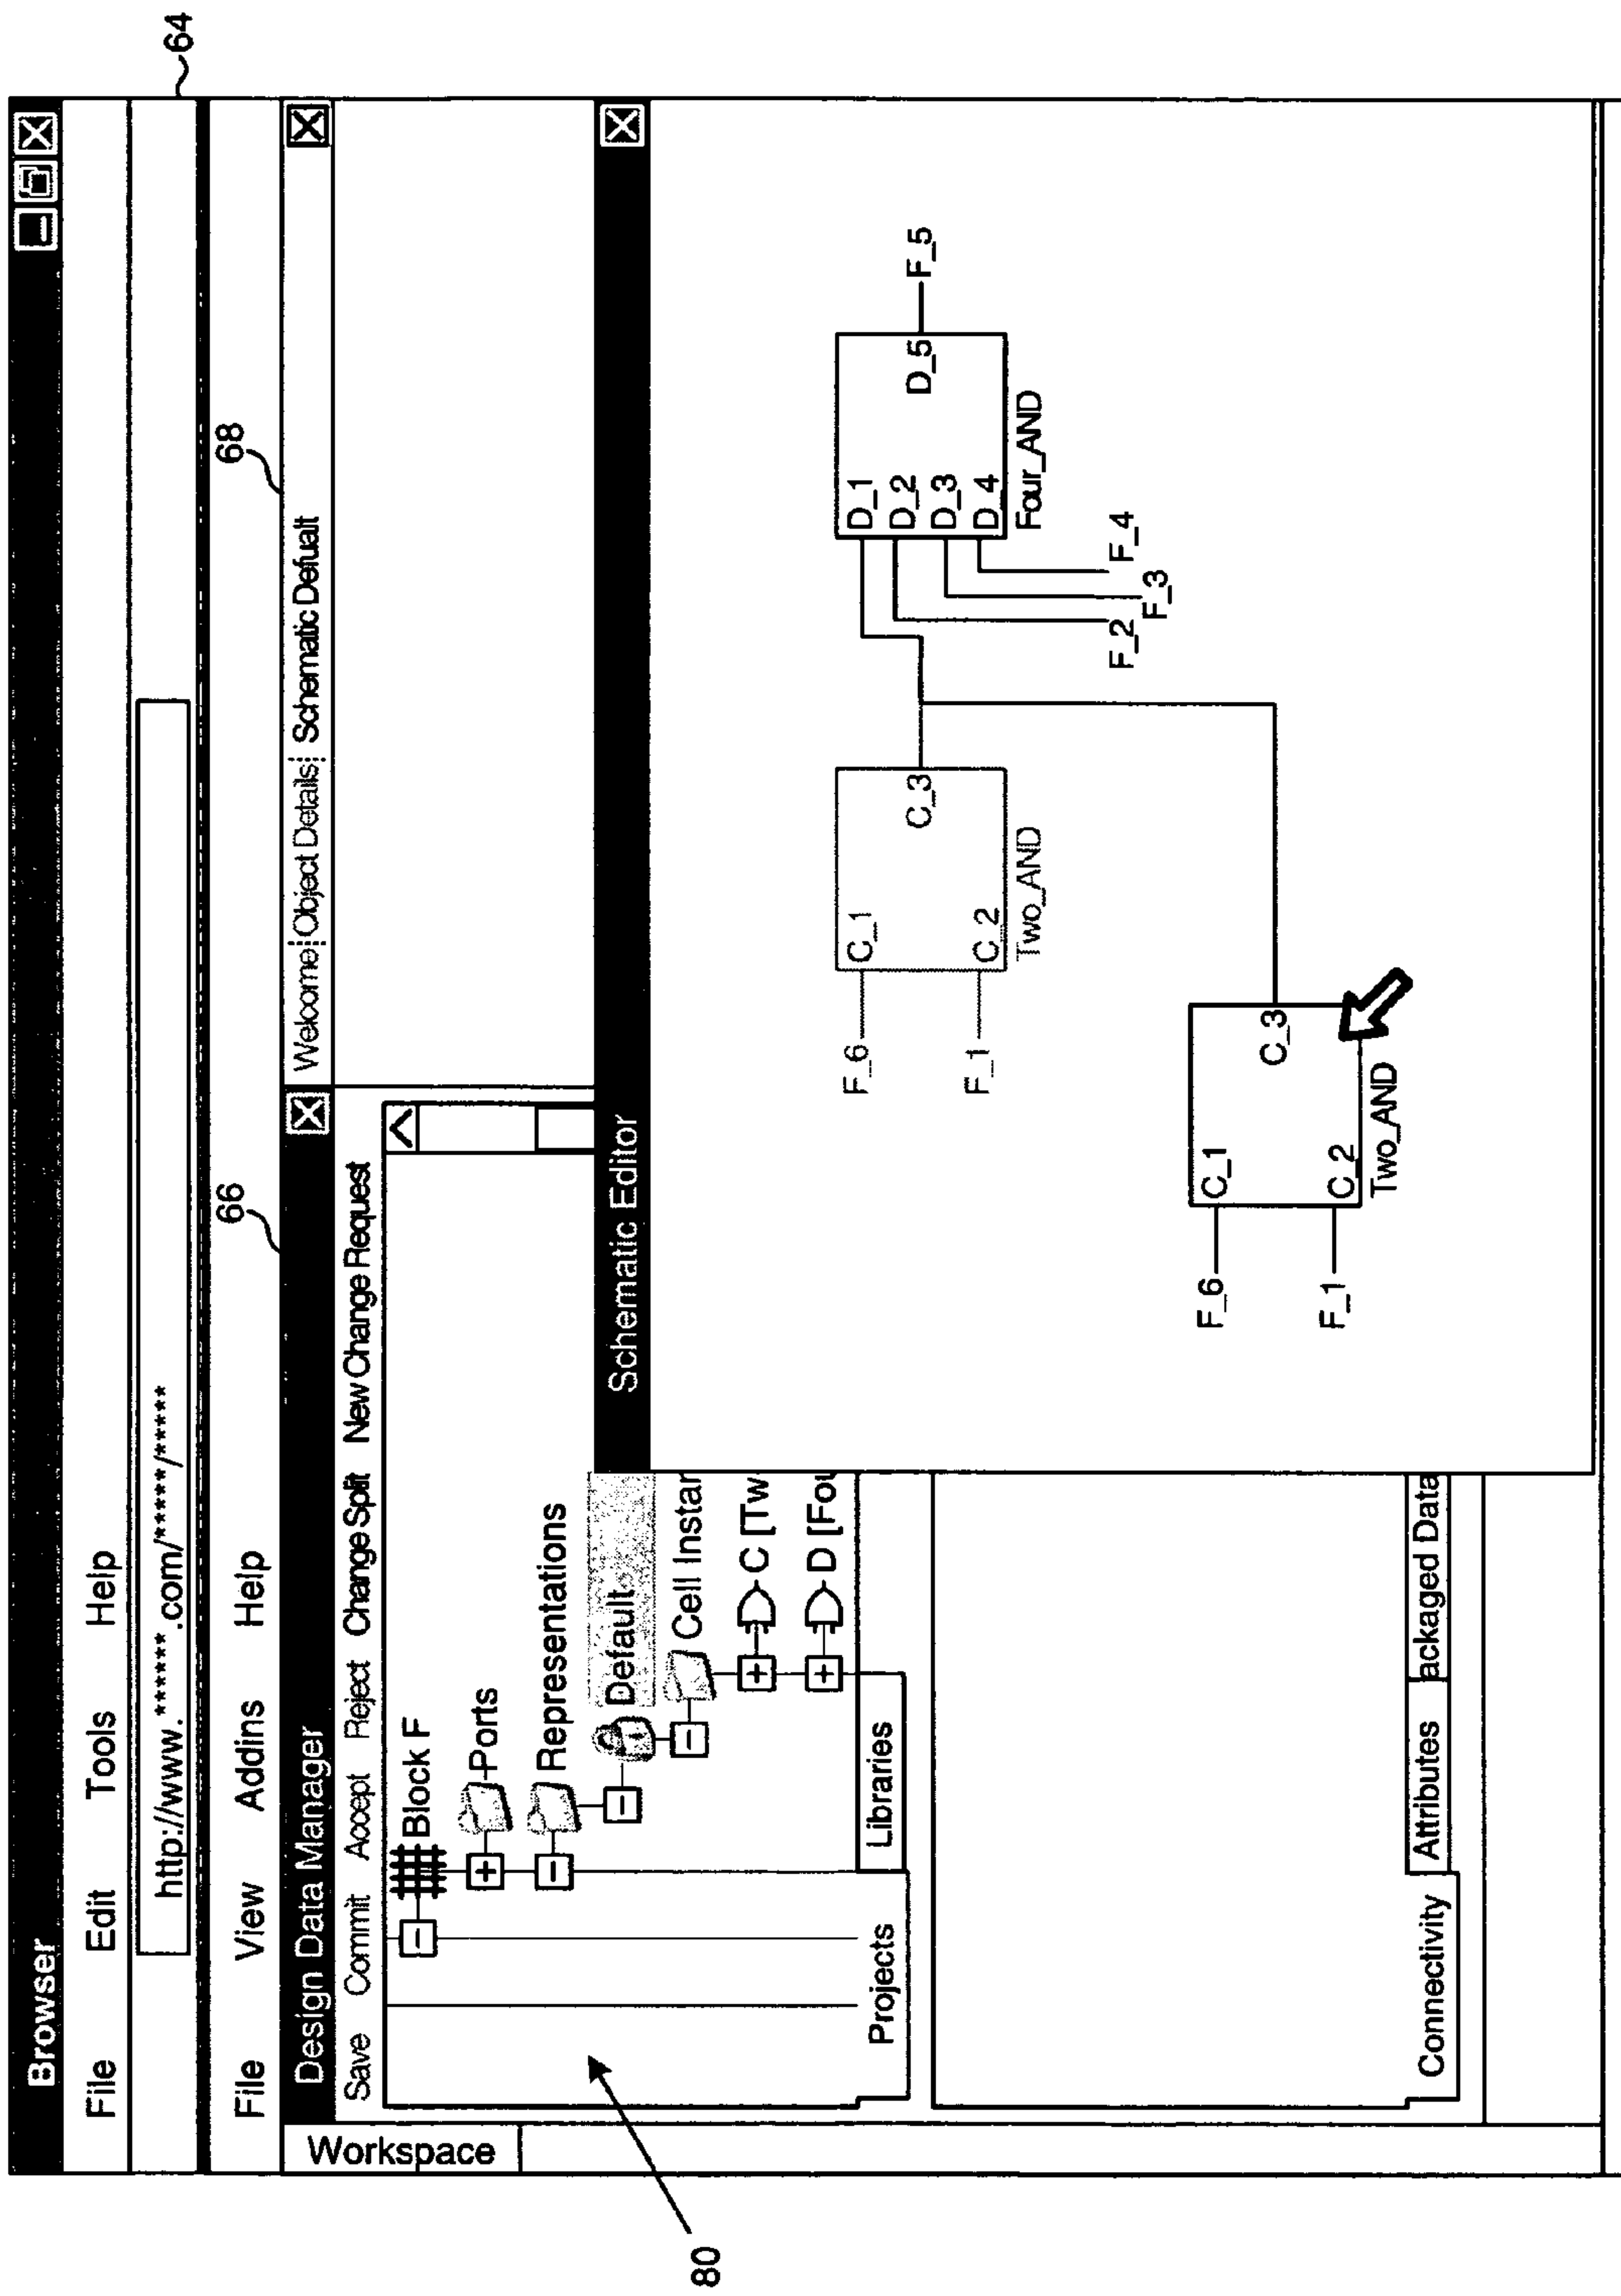 Browser
File Edit Tools Help
http://www.******.com/*****/*****
64
File View Addins Help
66
68
Workspace
Design Data Manager
Welcome Object Details Schematic Defualt
Save Commit Accept Reject Change Split New Change Request
Block F
Ports
Representations
Default
Cell Instan
C [Tw
D [Fou
Projects Libraries
80
Connectivity Attributes ackaged Data
Schematic Editor
F_6 C_1
C_3
F_1 C_2
Two_AND
D_1
D_2
D_3
D_4
D_5 F_5
Four_AND
F_2 F_3 F_4
F_6 C_1
C_3
F_1 C_2
Two_AND